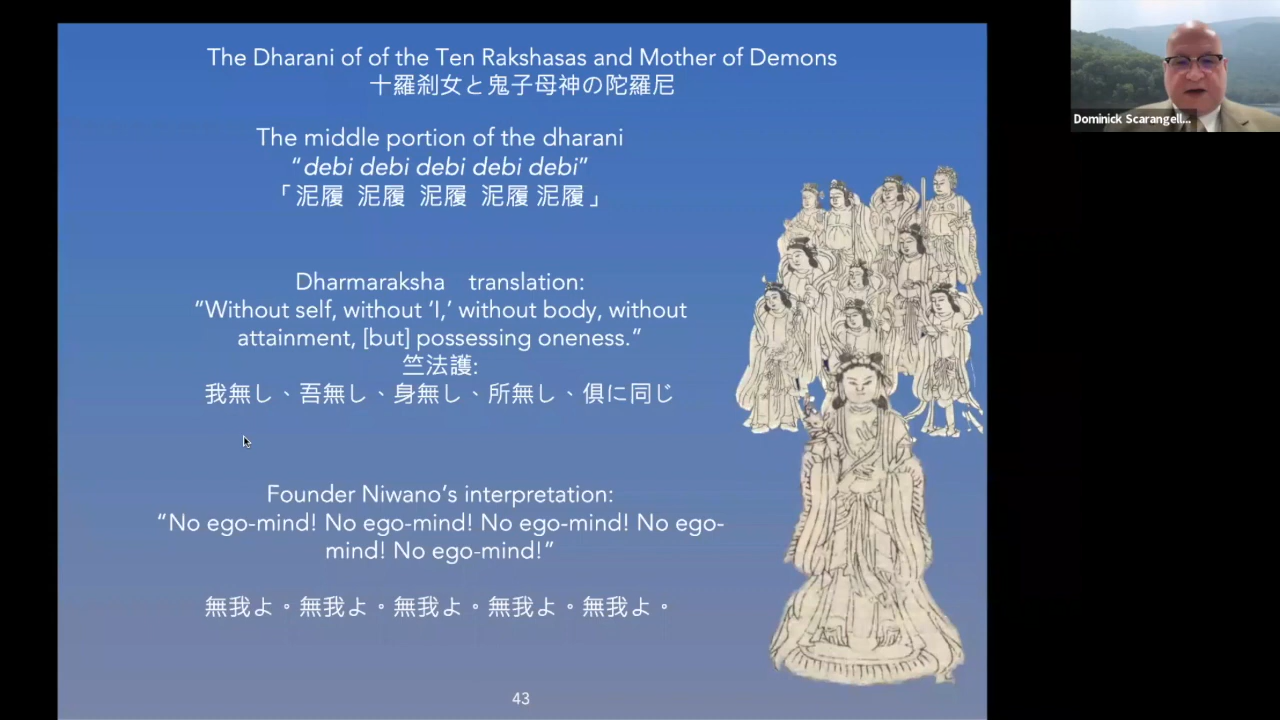 The Dharani of of the Ten Rakshasas and Mother of Demons
十羅刹女と鬼子母神の陀羅尼
The middle portion of the dharani
“debi debi debi debi debi”
「泥履 泥履 泥履 泥履 泥履」
Dharmaraksha translation:
“Without self, without ‘I,’ without body, without
attainment, [but] possessing oneness.”
竺法護:
我無し、吾無し、身無し、所無し、俱に同じ
Founder Niwano’s interpretation:
“No ego-mind! No ego-mind! No ego-mind! No ego-
mind! No ego-mind!”
無我よ。無我よ。無我よ。無我よ。無我よ。
43
Dominick Scarangell...